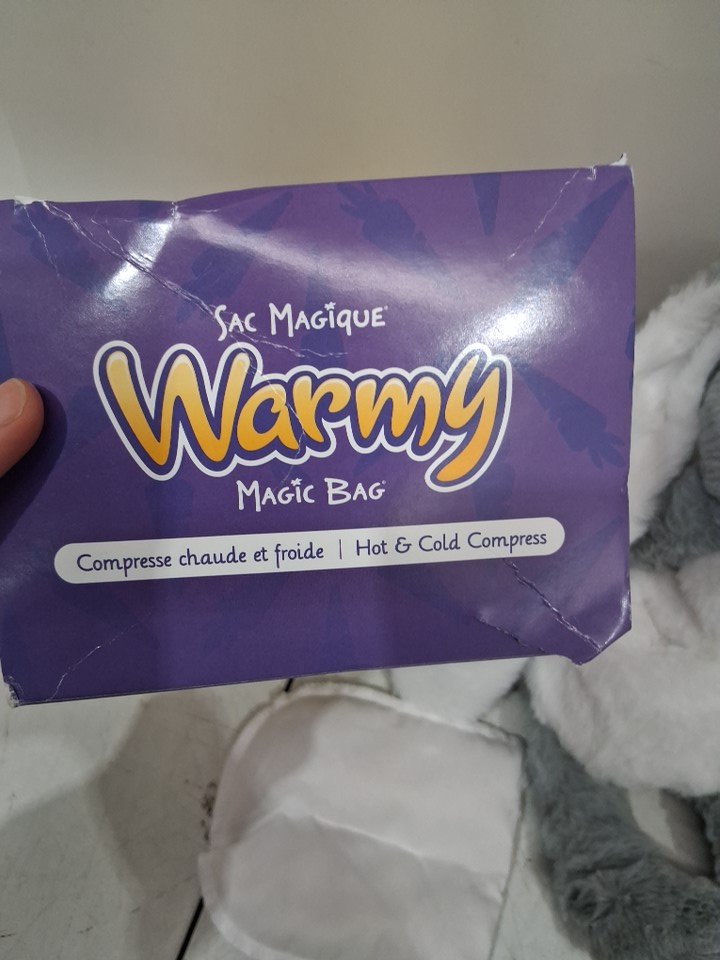 Sac Magique®
Warmy
Magic Bag®
Compresse chaude et froide | Hot & Cold Compress